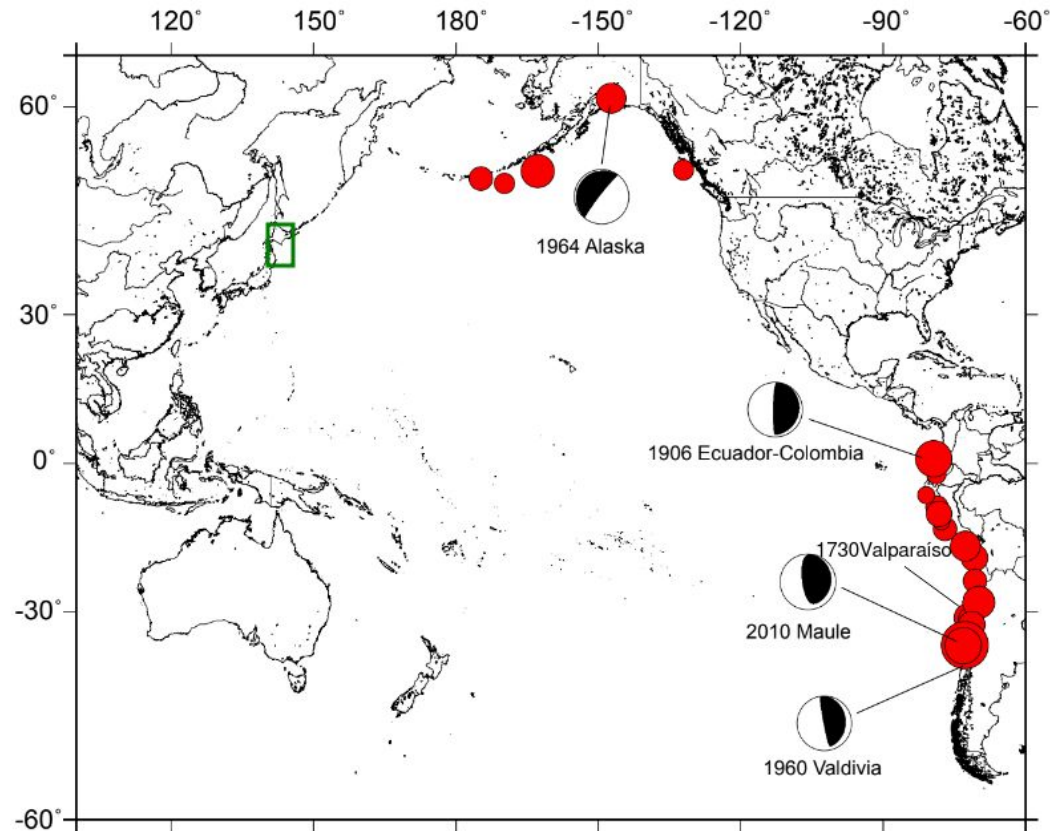 120° 150° 180° -150° -120° -90° -60°
60°
1964 Alaska
30°
1906 Ecuador-Colombia
0°
1730Valparaíso
-30°
2010 Maule
1960 Valdivia
-60°